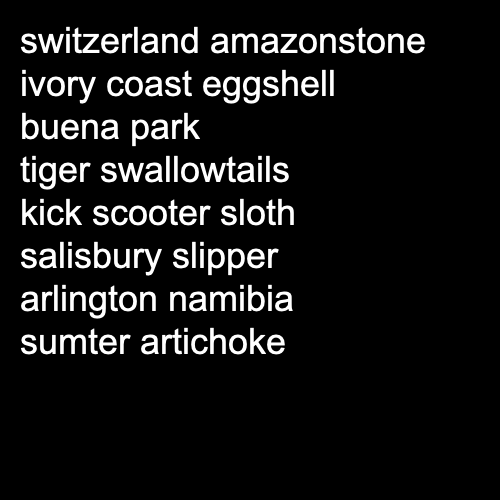 switzerland amazonstone
ivory coast eggshell
buena park
tiger swallowtails
kick scooter sloth
salisbury slipper
arlington namibia
sumter artichoke